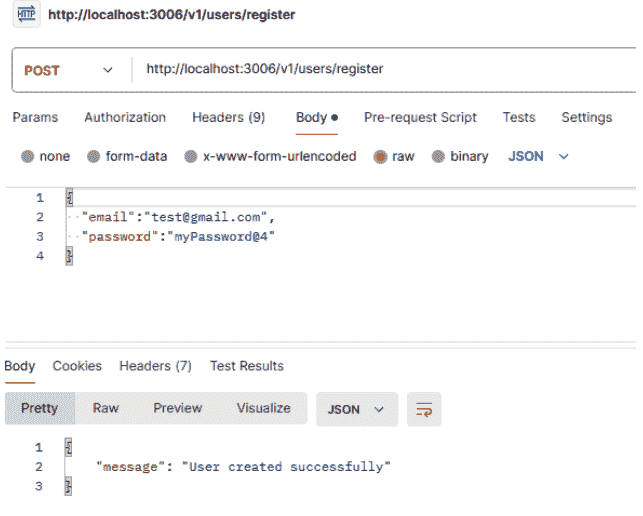 HTTP http://localhost:3006/v1/users/register
POST http://localhost:3006/v1/users/register
Params Authorization Headers (9) Body Pre-request Script Tests Settings
none form-data x-www-form-urlencoded raw binary JSON
1 {
2 "email":"test@gmail.com",
3 "password":"myPassword@4"
4 }
Body Cookies Headers (7) Test Results
Pretty Raw Preview Visualize JSON
1 {
2 "message": "User created successfully"
3 }